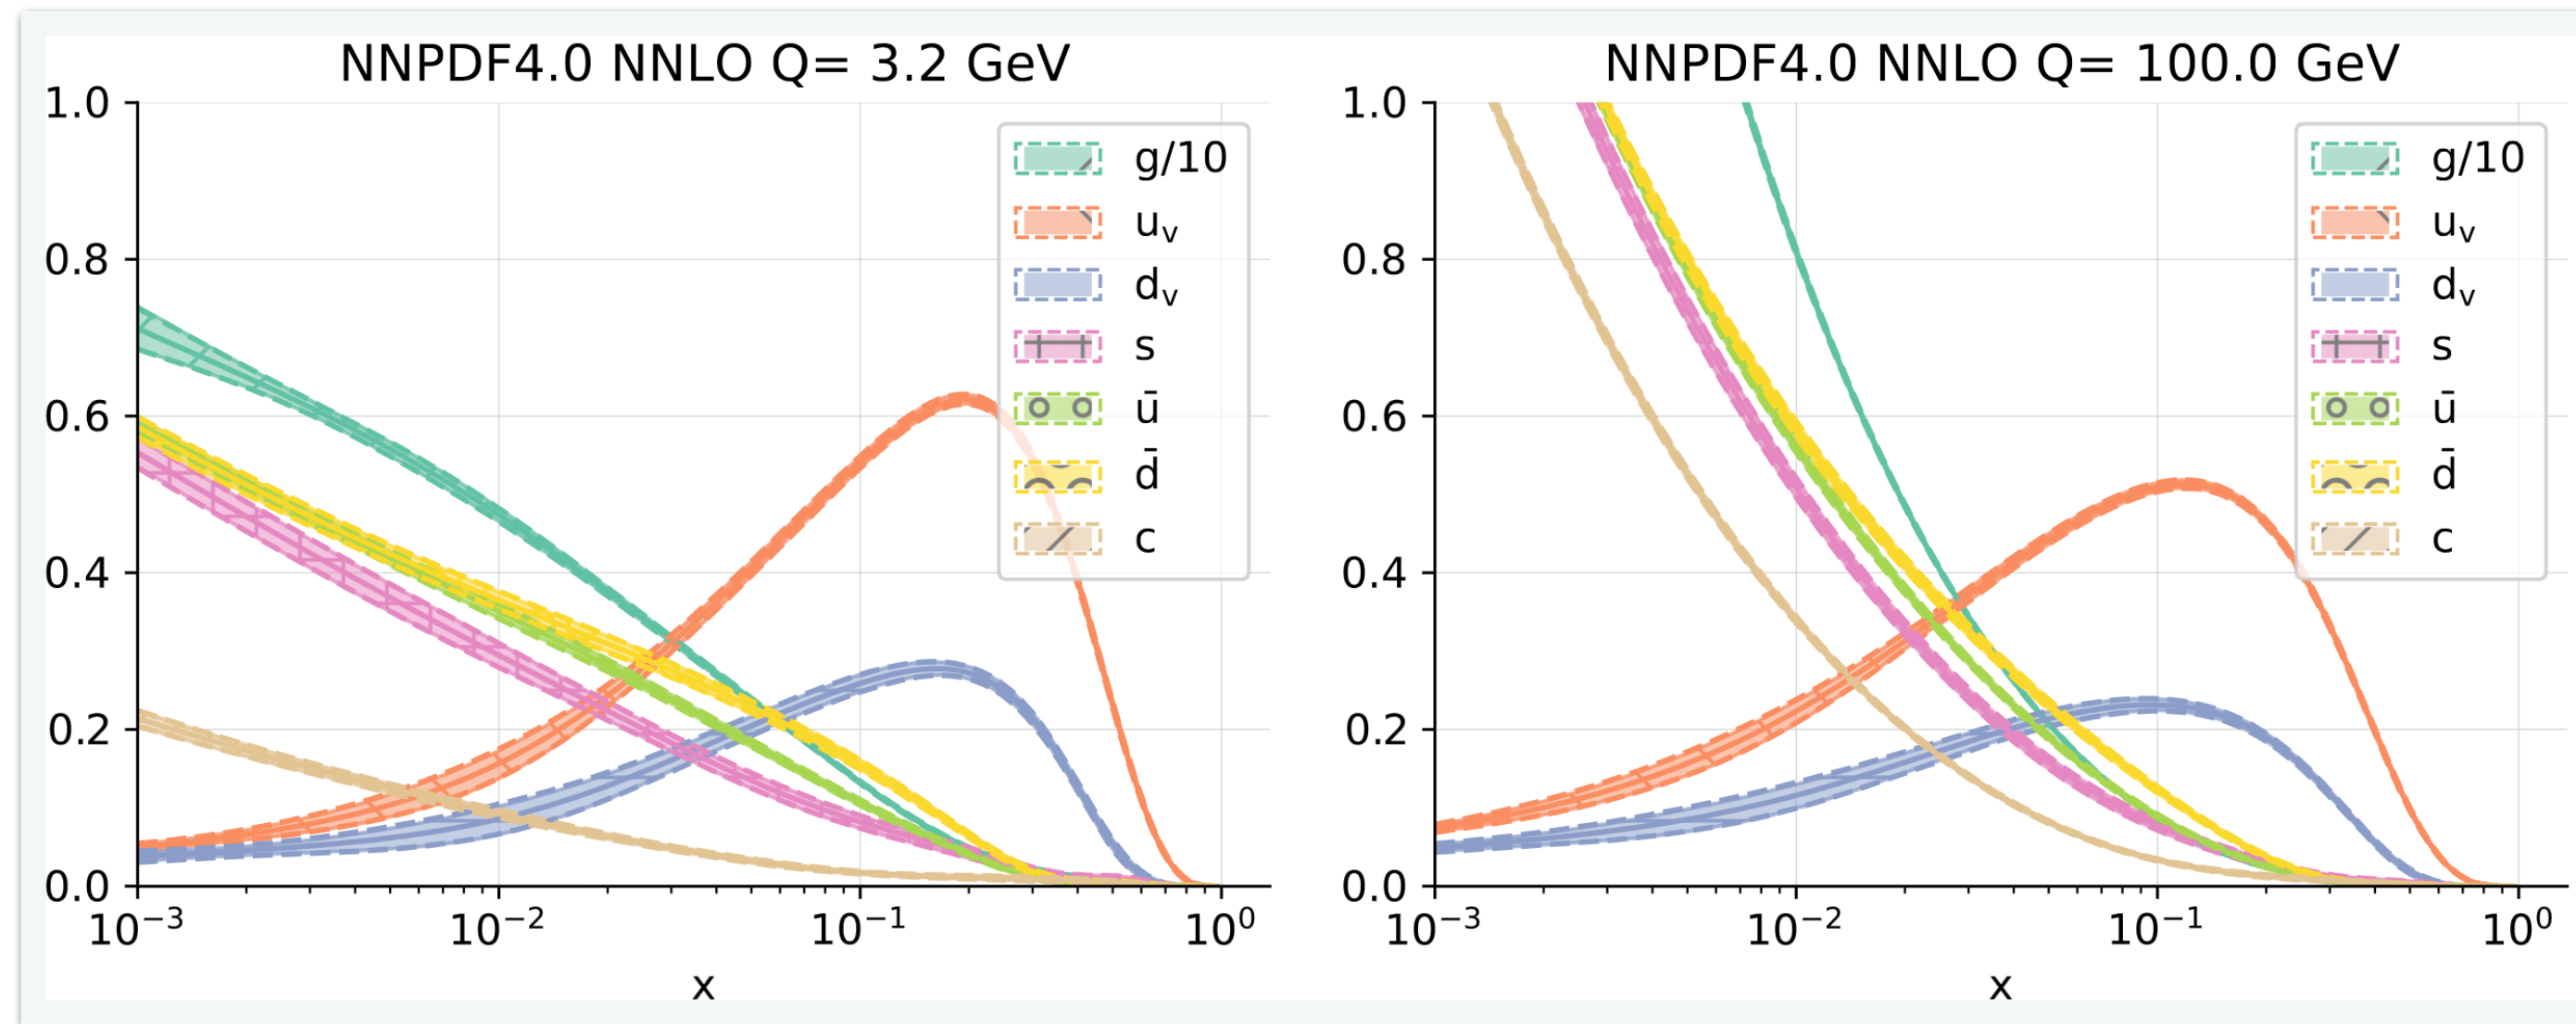 NNPDF4.0 NNLO Q= 3.2 GeV
1.0
0.8
0.6
0.4
0.2
0.0
10⁻³ 10⁻² 10⁻¹ 10⁰
x
g/10
uᵥ
dᵥ
s
ū
d̄
c
NNPDF4.0 NNLO Q= 100.0 GeV
1.0
0.8
0.6
0.4
0.2
0.0
10⁻³ 10⁻² 10⁻¹ 10⁰
x
g/10
uᵥ
dᵥ
s
ū
d̄
c